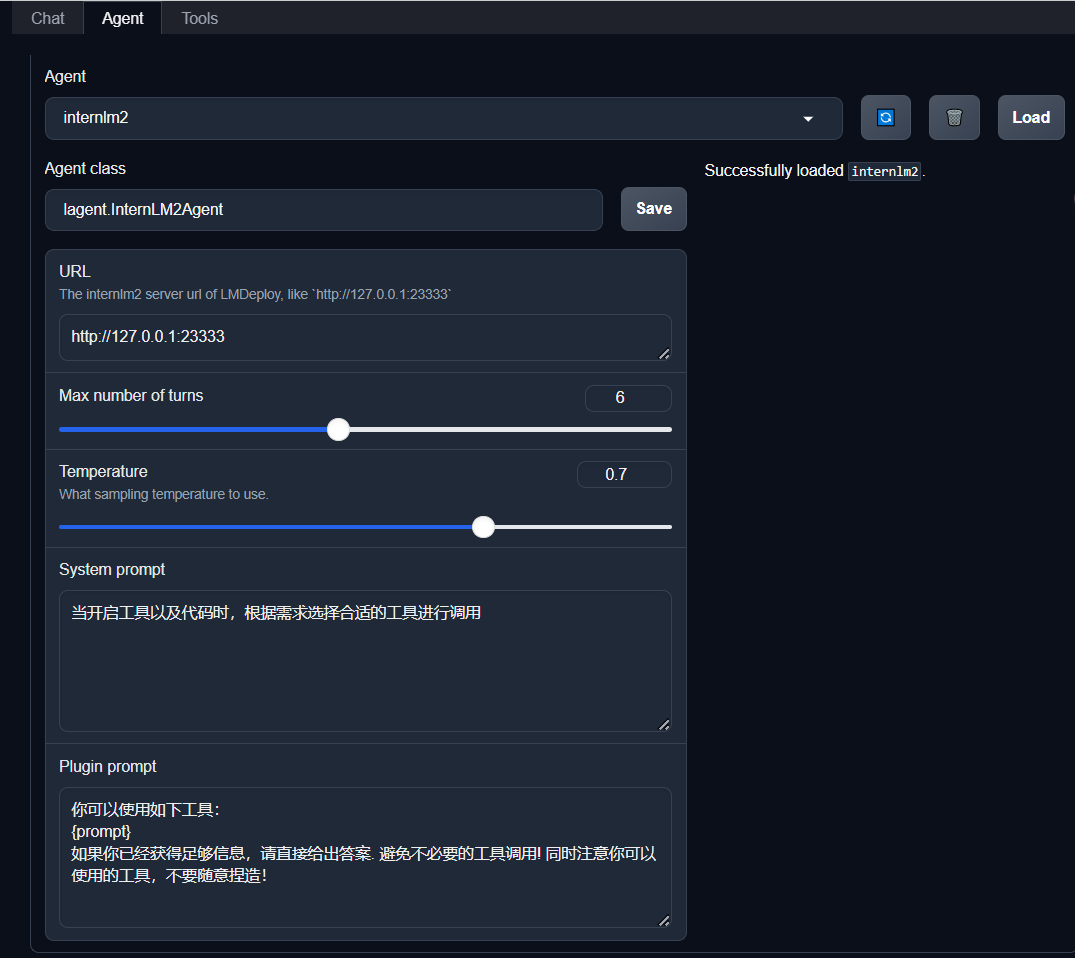 Chat Agent Tools
Agent
internlm2
Load
Agent class
Successfully loaded internlm2.
lagent.InternLM2Agent
Save
URL
The internlm2 server url of LMDeploy, like `http://127.0.0.1:23333`
http://127.0.0.1:23333
Max number of turns
6
Temperature
0.7
What sampling temperature to use.
System prompt
当开启工具以及代码时，根据需求选择合适的工具进行调用
Plugin prompt
你可以使用如下工具：
{prompt}
如果你已经获得足够信息，请直接给出答案. 避免不必要的工具调用! 同时注意你可以
使用的工具，不要随意捏造！